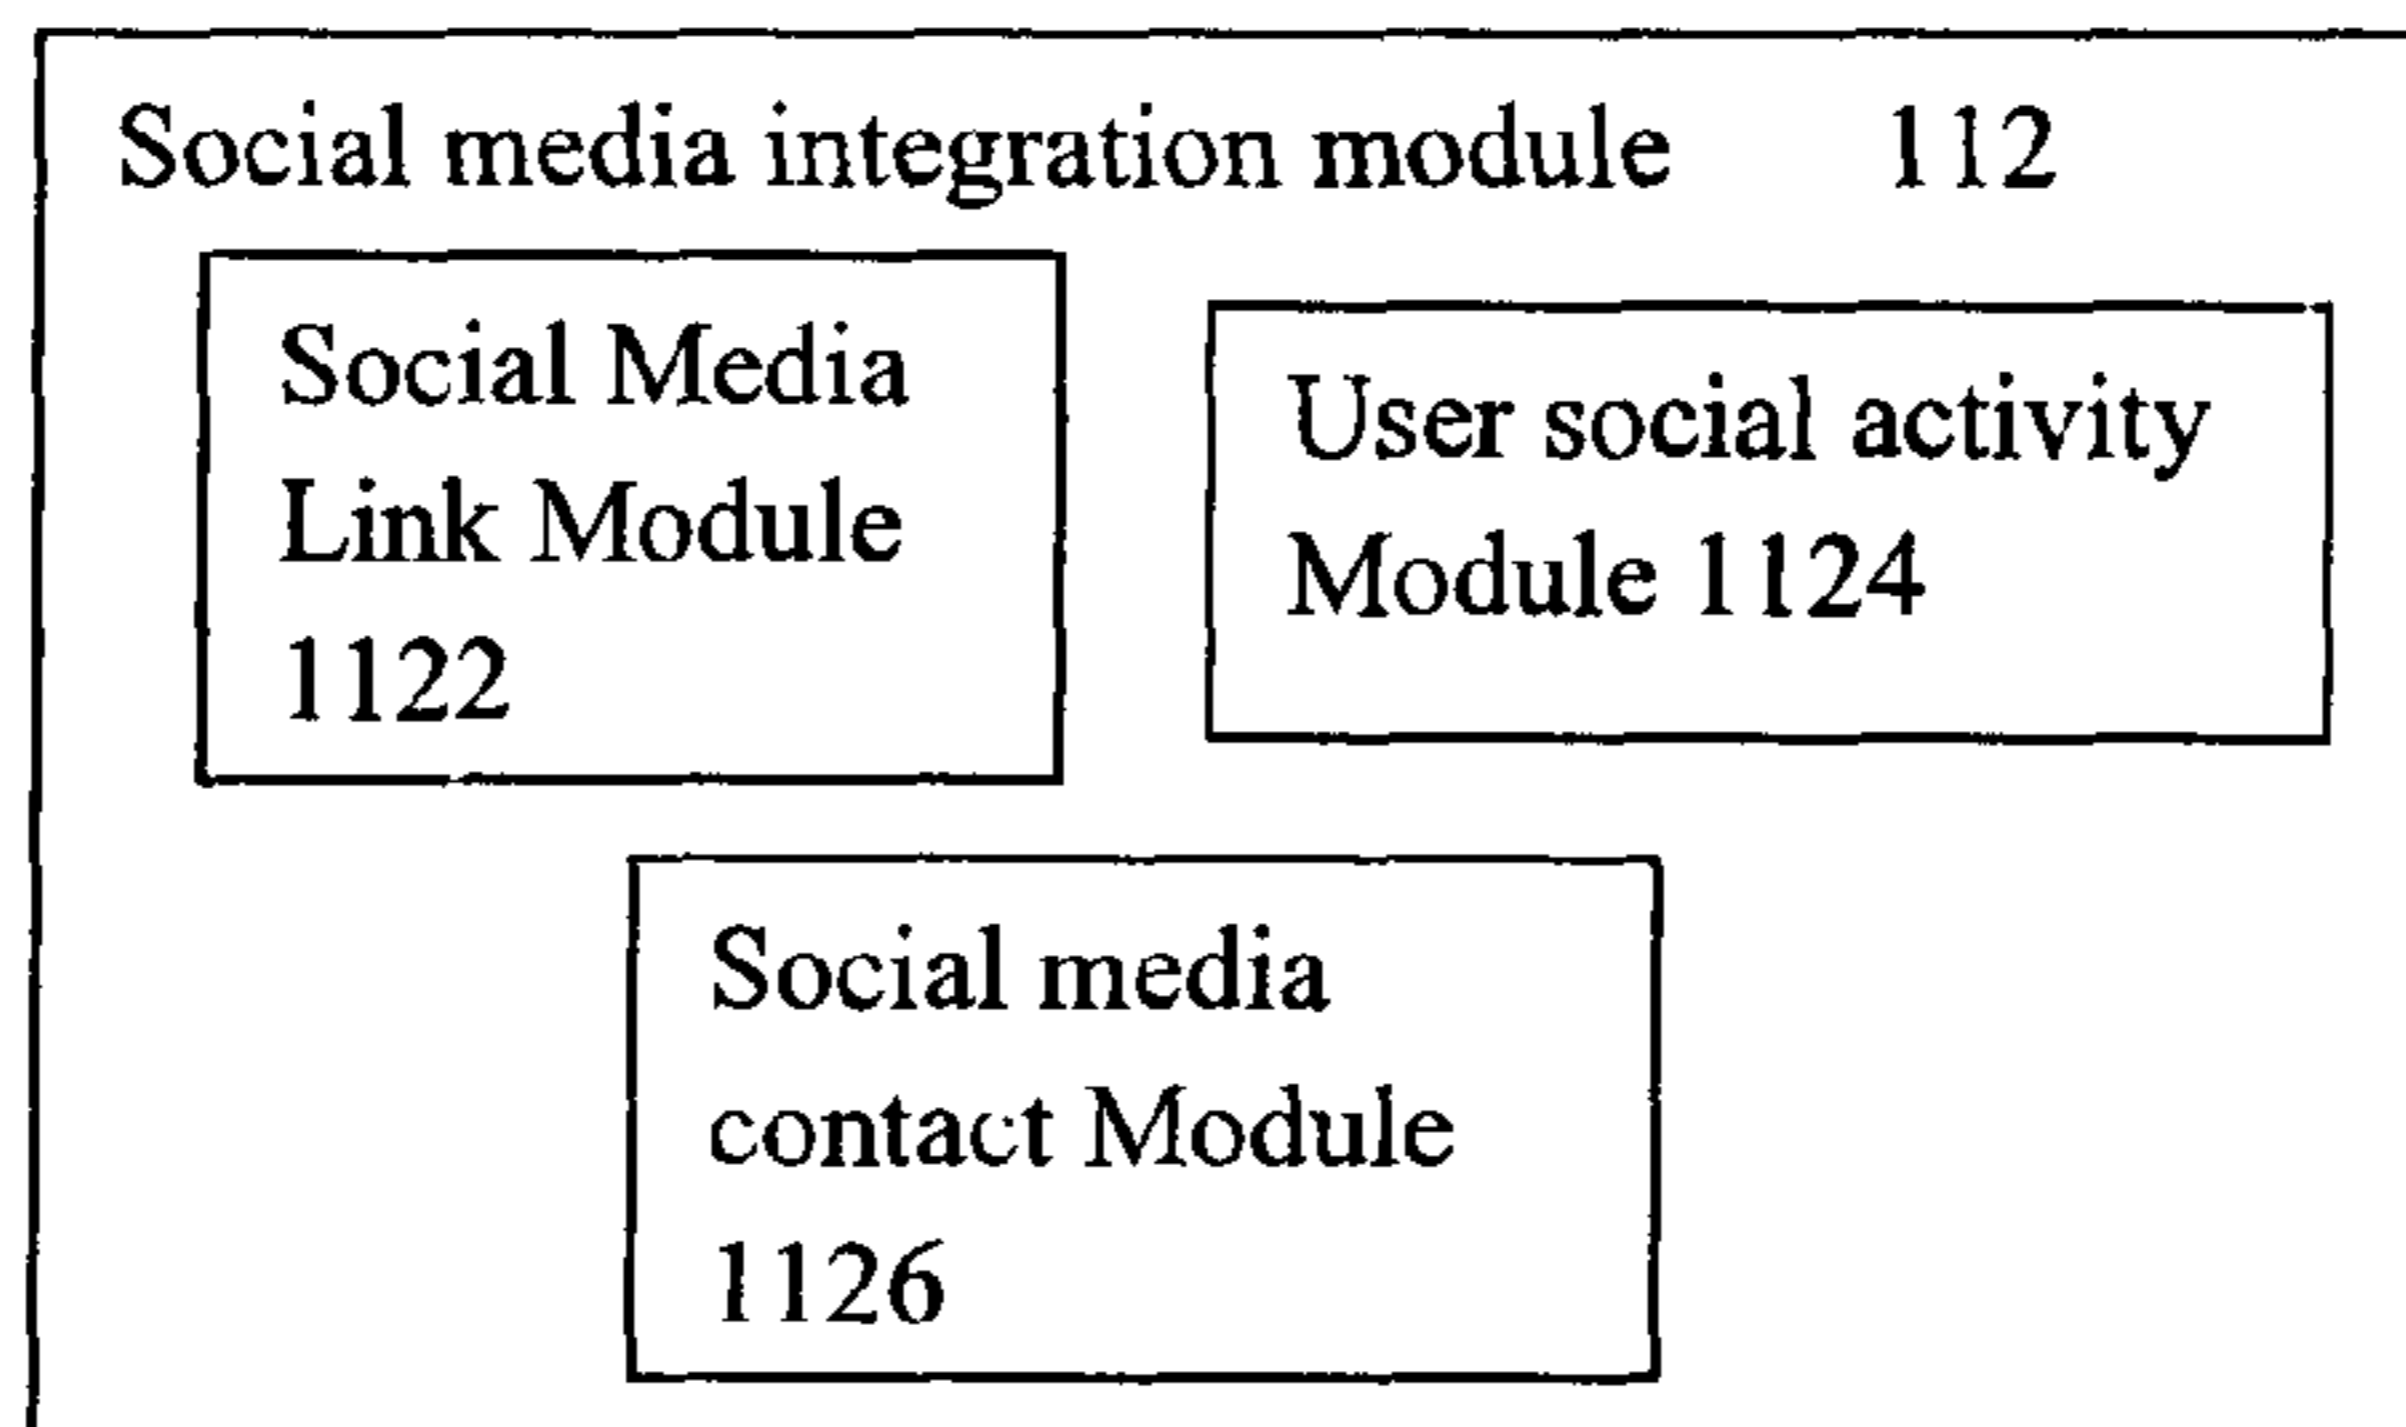 Social media integration module 112
Social Media
Link Module
1122
User social activity
Module 1124
Social media
contact Module
1126